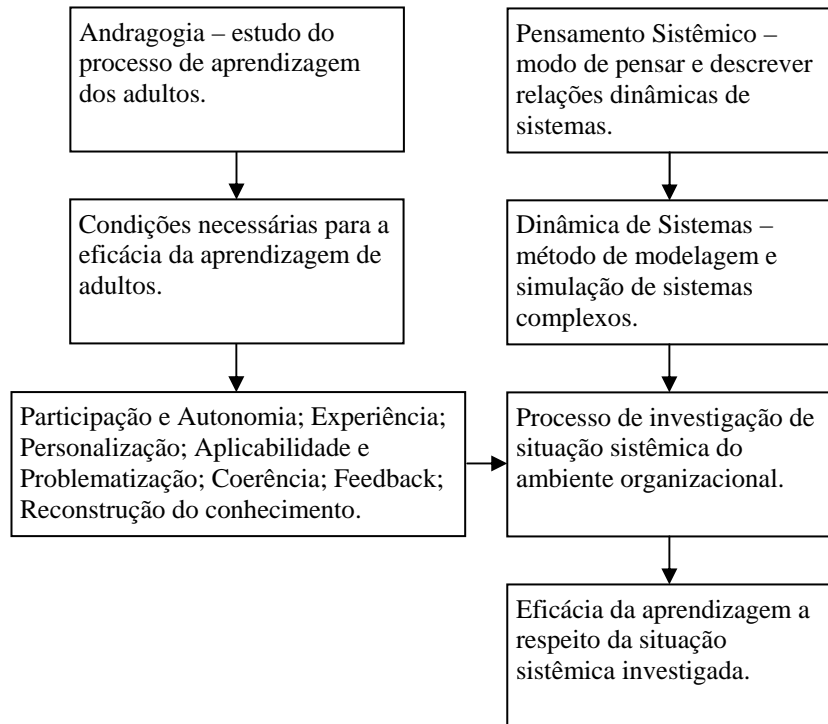 Andragogia – estudo do
processo de aprendizagem
dos adultos.
Condições necessárias para a
eficácia da aprendizagem de
adultos.
Participação e Autonomia; Experiência;
Personalização; Aplicabilidade e
Problematização; Coerência; Feedback;
Reconstrução do conhecimento.
Pensamento Sistêmico –
modo de pensar e descrever
relações dinâmicas de
sistemas.
Dinâmica de Sistemas –
método de modelagem e
simulação de sistemas
complexos.
Processo de investigação de
situação sistêmica do
ambiente organizacional.
Eficácia da aprendizagem a
respeito da situação
sistêmica investigada.